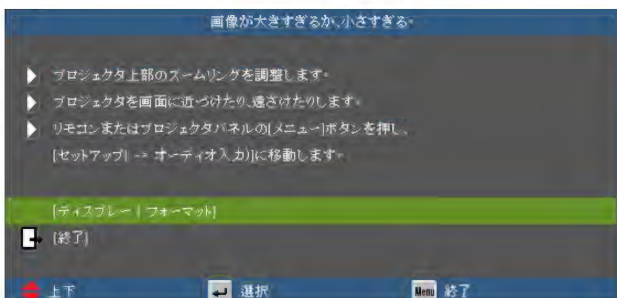 画像が大きすぎるか、小さすぎる。
プロジェクタ上部のズームリングを調整します。
プロジェクタを画面に近づけたり、遠ざけたりします。
リモコンまたはプロジェクタパネルの[メニュー]ボタンを押し、
[セットアップ| --> オーディオ入力)]に移動します。
[ディスプレー | フォーマット]
[終了]
上下 選択 Menu 終了